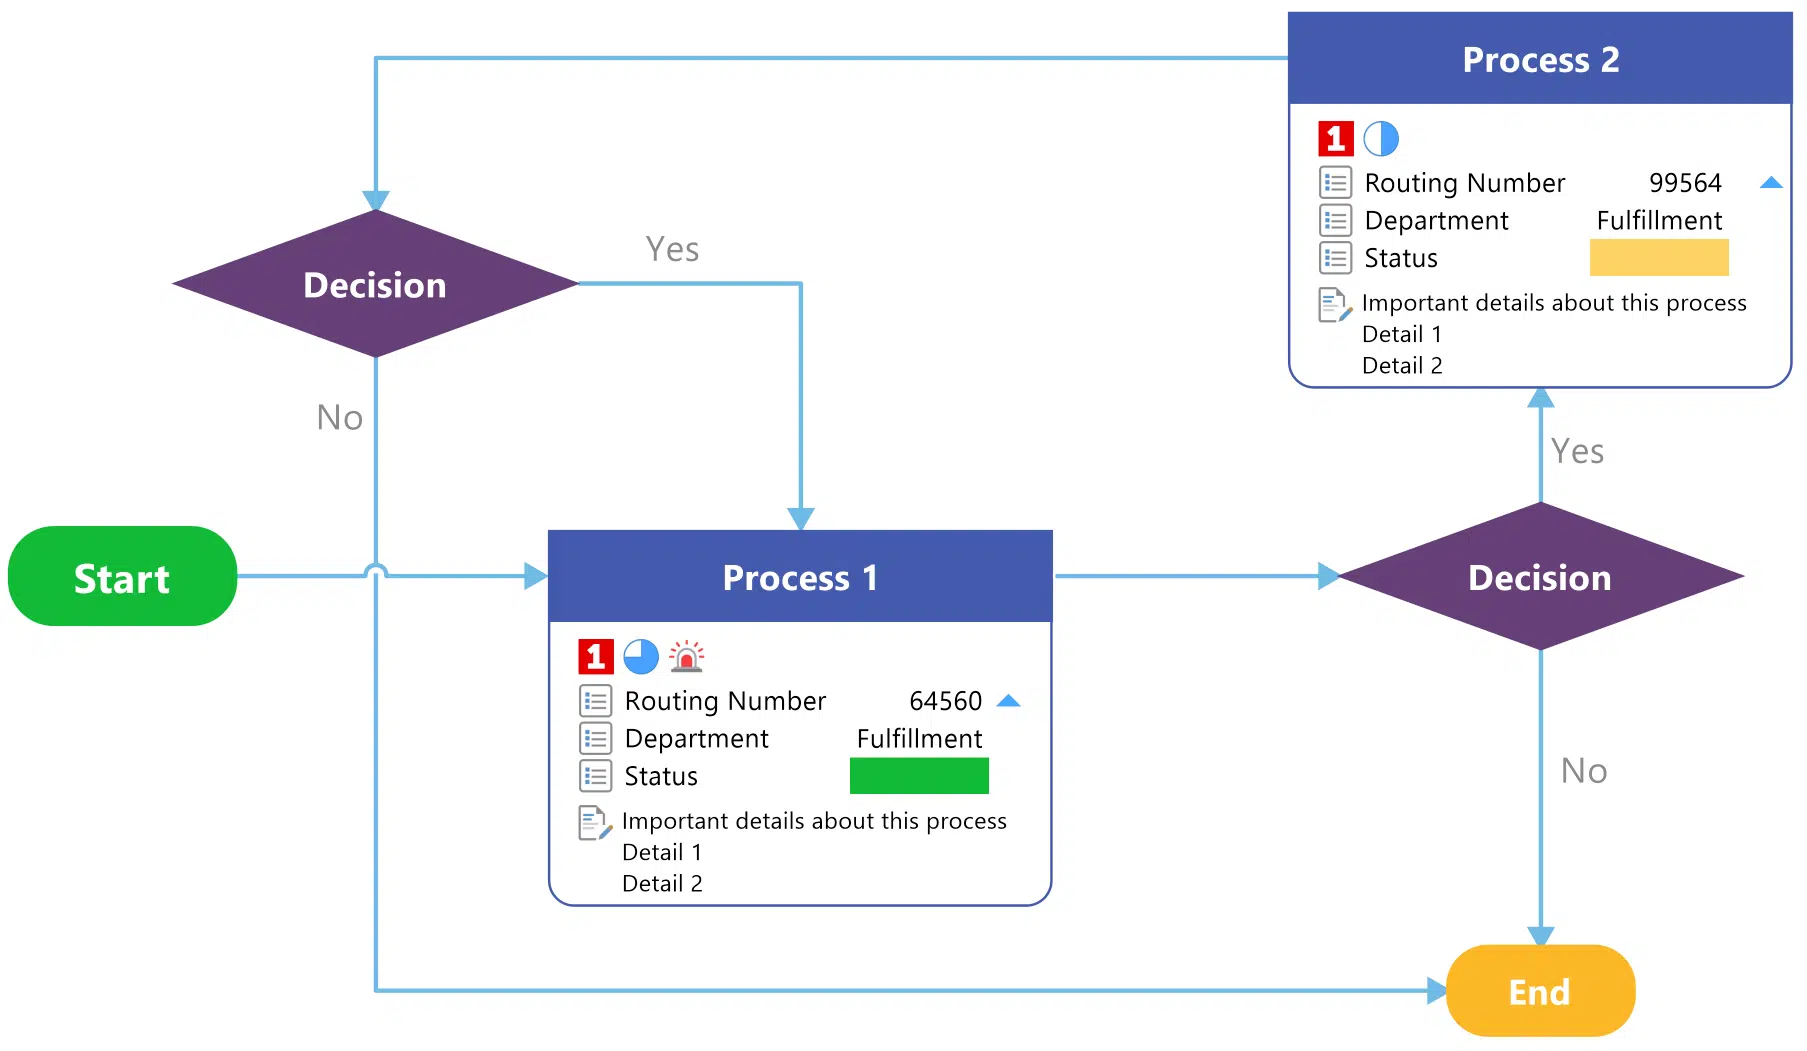 Process 2
1
Routing Number 99564
Department Fulfillment
Status
Important details about this process
Detail 1
Detail 2
Decision
Yes
No
Yes
Start
Process 1
Decision
1
Routing Number 64560
Department Fulfillment
Status
Important details about this process
Detail 1
Detail 2
No
End